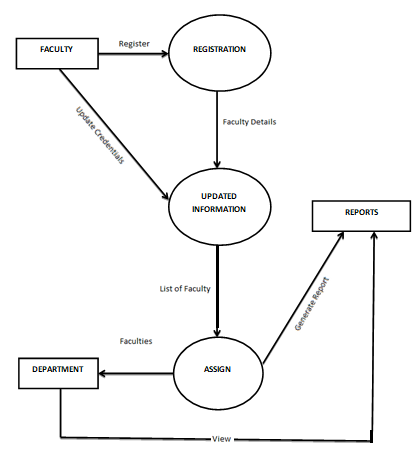 Register
FACULTY
REGISTRATION
Update Credentials
Faculty Details
UPDATED
INFORMATION
REPORTS
List of Faculty
Generate Report
Faculties
DEPARTMENT
ASSIGN
View